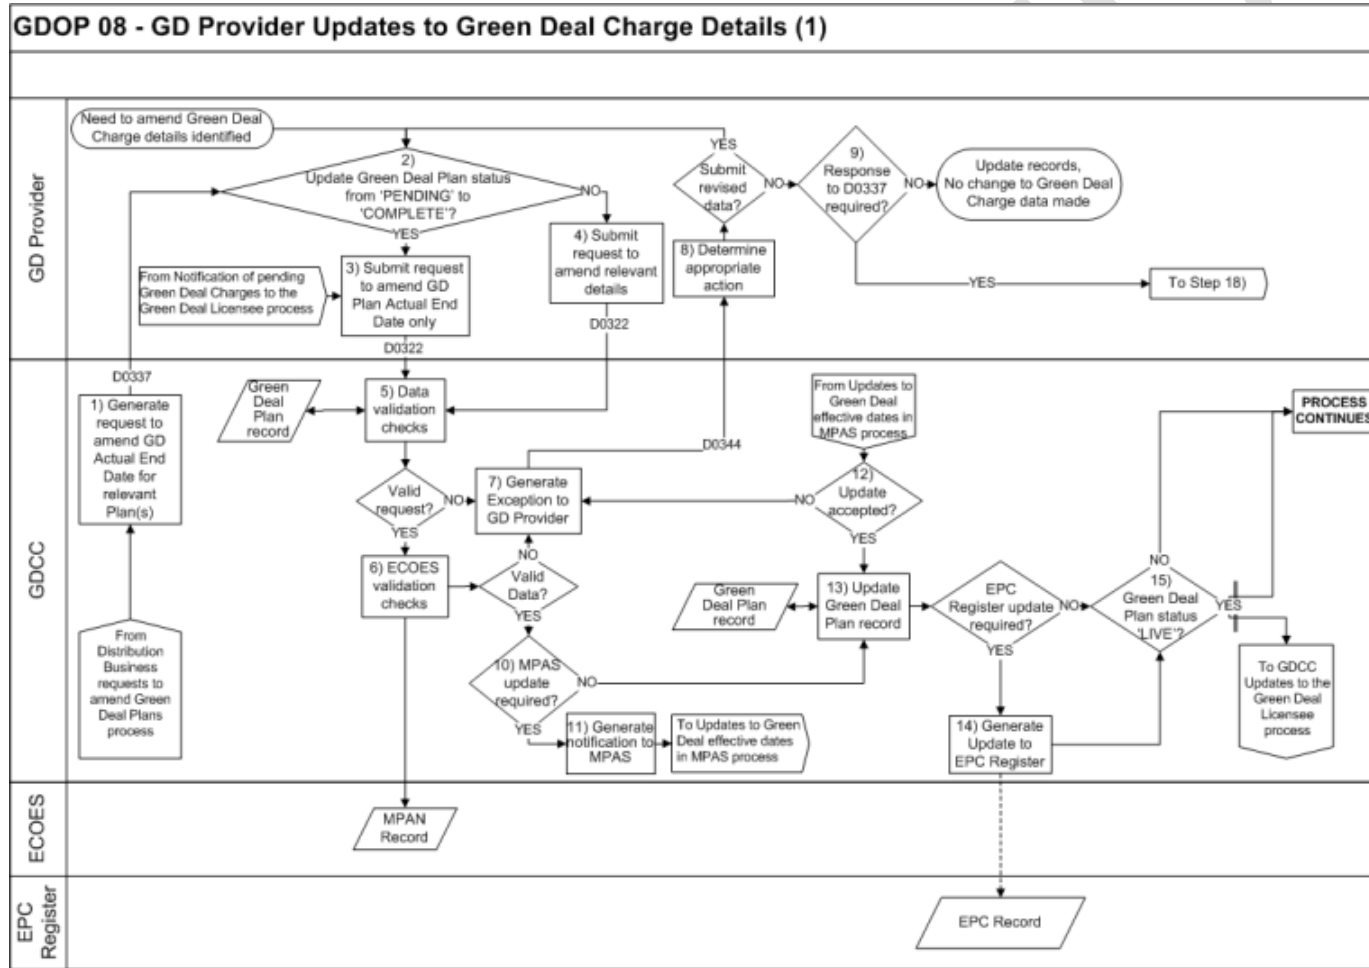 GDOP 08 - GD Provider Updates to Green Deal Charge Details (1)
GD Provider
Need to amend Green Deal
Charge details identified
2)
Update Green Deal Plan status
from 'PENDING' to
'COMPLETE'?
NO
YES
From Notification of pending
Green Deal Charges to the
Green Deal Licensee process
3) Submit request
to amend GD
Plan Actual End
Date only
4) Submit
request to
amend relevant
details
YES
Submit
revised
data?
NO
8) Determine
appropriate
action
9)
Response
to D0337
required?
NO
Update records,
No change to Green Deal
Charge data made
YES
To Step 18)
D0322
D0322
GDCC
D0337
1) Generate
request to
amend GD
Actual End
Date for
relevant
Plan(s)
From
Distribution
Business
requests to
amend Green
Deal Plans
process
Green
Deal
Plan
record
5) Data
validation
checks
Valid
request?
NO
YES
6) ECOES
validation
checks
7) Generate
Exception to
GD Provider
D0344
NO
Valid
Data?
YES
10) MPAS
update
required?
NO
YES
11) Generate
notification to
MPAS
To Updates to Green
Deal effective dates
in MPAS process
From Updates to
Green Deal
effective dates in
MPAS process
12)
Update
accepted?
NO
YES
Green
Deal Plan
record
13) Update
Green Deal
Plan record
EPC
Register update
required?
NO
YES
14) Generate
Update to
EPC Register
NO
15)
Green Deal
Plan status
'LIVE'?
YES
PROCESS
CONTINUES
To GDCC
Updates to the
Green Deal
Licensee
process
ECOES
MPAN
Record
EPC
Register
EPC Record